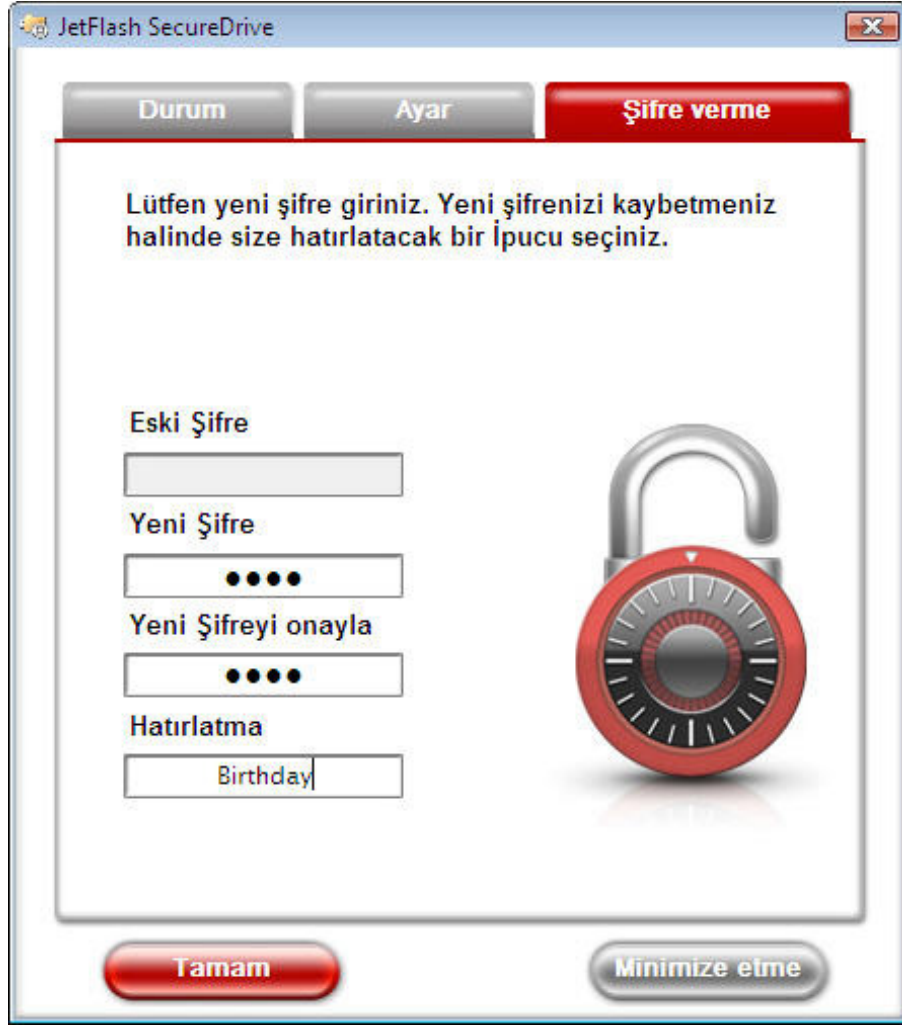 JetFlash SecureDrive
Durum
Ayar
Şifre verme
Lütfen yeni şifre giriniz. Yeni şifrenizi kaybetmeniz
halinde size hatırlatacak bir İpucu seçiniz.
Eski Şifre
Yeni Şifre
••••
Yeni Şifreyi onayla
••••
Hatırlatma
Birthday
Tamam
Minimize etme